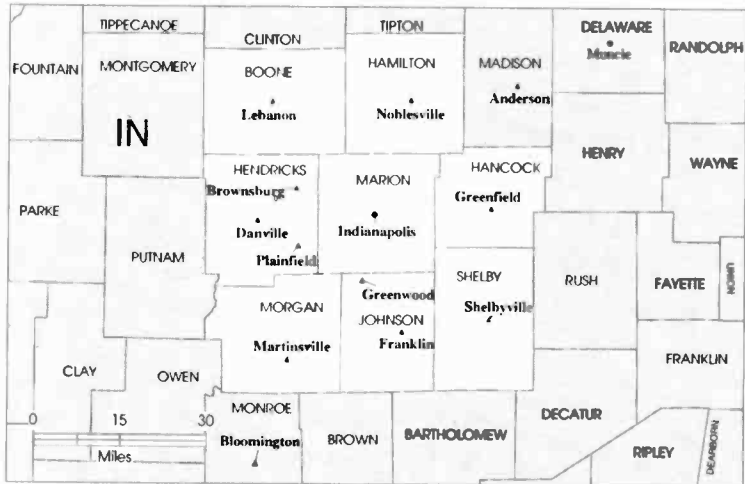 TIPPECANOE
CLINTON
TIPTON
DELAWARE
Muncie
RANDOLPH
FOUNTAIN
MONTGOMERY
BOONE
Lebanon
HAMILTON
Noblesville
MADISON
Anderson
IN
HENRY
WAYNE
HENDRICKS
Brownsburg
Danville
Plainfield
MARION
Indianapolis
HANCOCK
Greenfield
PARKE
PUTNAM
SHELBY
Shelbyville
RUSH
FAYETTE
UNION
MORGAN
Martinsville
Greenwood
JOHNSON
Franklin
FRANKLIN
CLAY
OWEN
DECATUR
MONROE
Bloomington
BROWN
BARTHOLOMEW
RIPLEY
DEARBORN
0 15 30
Miles